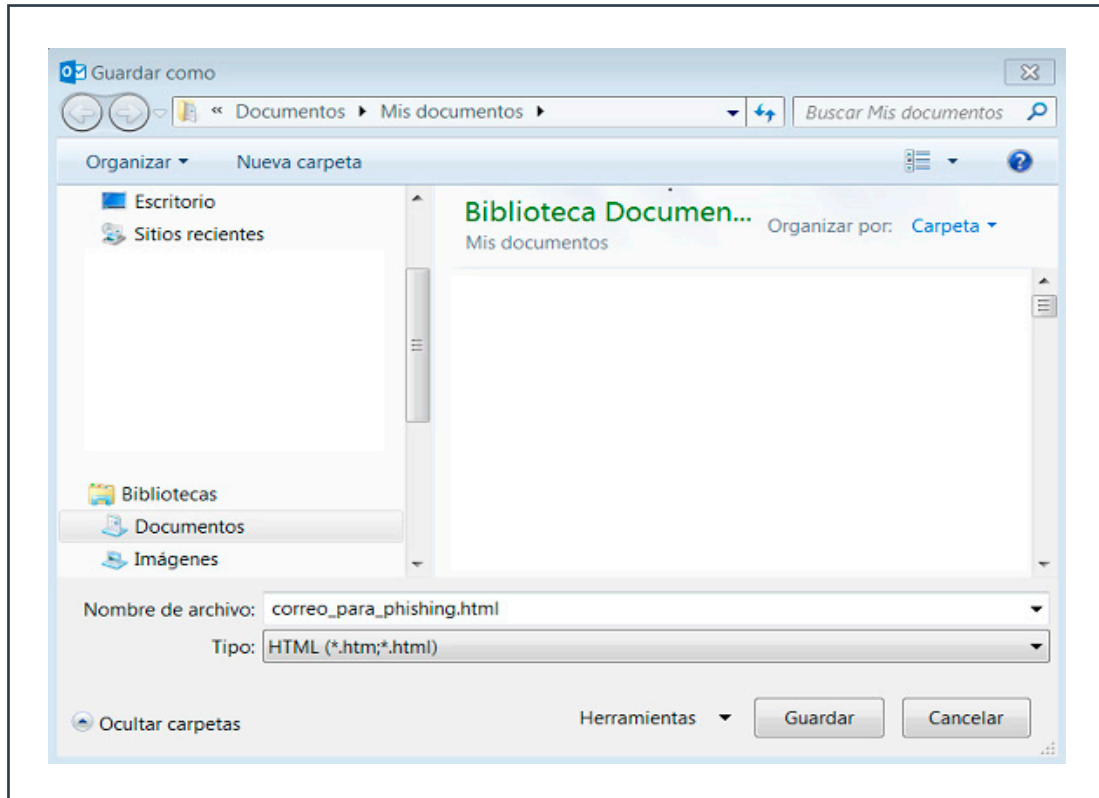 Guardar como
« Documentos Mis documentos
Buscar Mis documentos
Organizar Nueva carpeta
Escritorio
Sitios recientes
Biblioteca Documen...
Mis documentos
Organizar por: Carpeta
Bibliotecas
Documentos
Imágenes
Nombre de archivo: correo_para_phishing.html
Tipo: HTML (*.htm;*.html)
Ocultar carpetas
Herramientas Guardar Cancelar